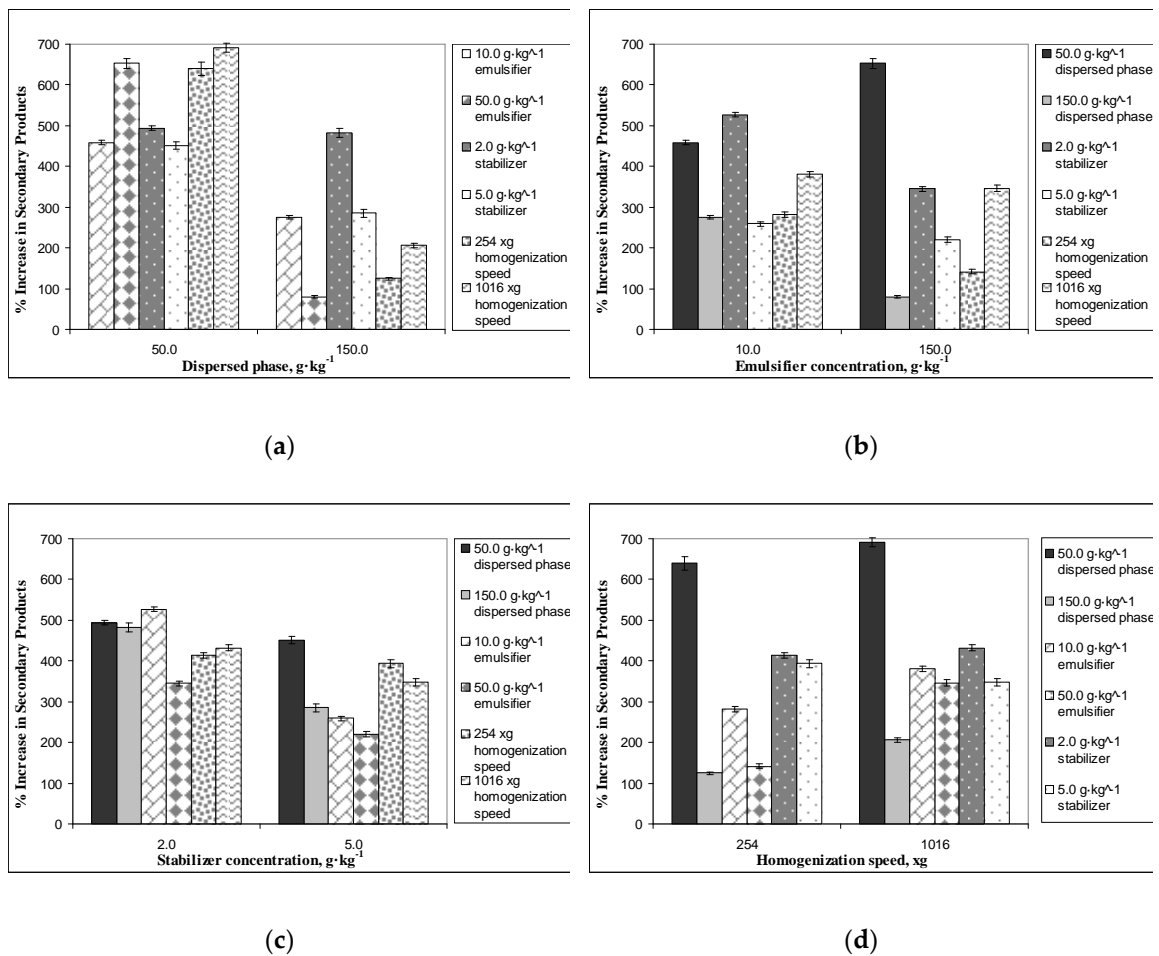 700
600
500
400
300
200
100
0
% Increase in Secondary Products
50.0 150.0
Dispersed phase, g·kg⁻¹
10.0 g·kg^-1
emulsifier
50.0 g·kg^-1
emulsifier
2.0 g·kg^-1
stabilizer
5.0 g·kg^-1
stabilizer
254 xg
homogenization
speed
1016 xg
homogenization
speed
(a)
700
600
500
400
300
200
100
0
% Increase in Secondary Products
10.0 150.0
Emulsifier concentration, g·kg⁻¹
50.0 g·kg^-1
dispersed phase
150.0 g·kg^-1
dispersed phase
2.0 g·kg^-1
stabilizer
5.0 g·kg^-1
stabilizer
254 xg
homogenization
speed
1016 xg
homogenization
speed
(b)
700
600
500
400
300
200
100
0
% Increase in Secondary Products
2.0 5.0
Stabilizer concentration, g·kg⁻¹
50.0 g·kg^-1
dispersed phase
150.0 g·kg^-1
dispersed phase
10.0 g·kg^-1
emulsifier
50.0 g·kg^-1
emulsifier
254 xg
homogenization
speed
1016 xg
homogenization
speed
(c)
700
600
500
400
300
200
100
0
% Increase in Secondary Products
254 1016
Homogenization speed, xg
50.0 g·kg^-1
dispersed phase
150.0 g·kg^-1
dispersed phase
10.0 g·kg^-1
emulsifier
50.0 g·kg^-1
emulsifier
2.0 g·kg^-1
stabilizer
5.0 g·kg^-1
stabilizer
(d)